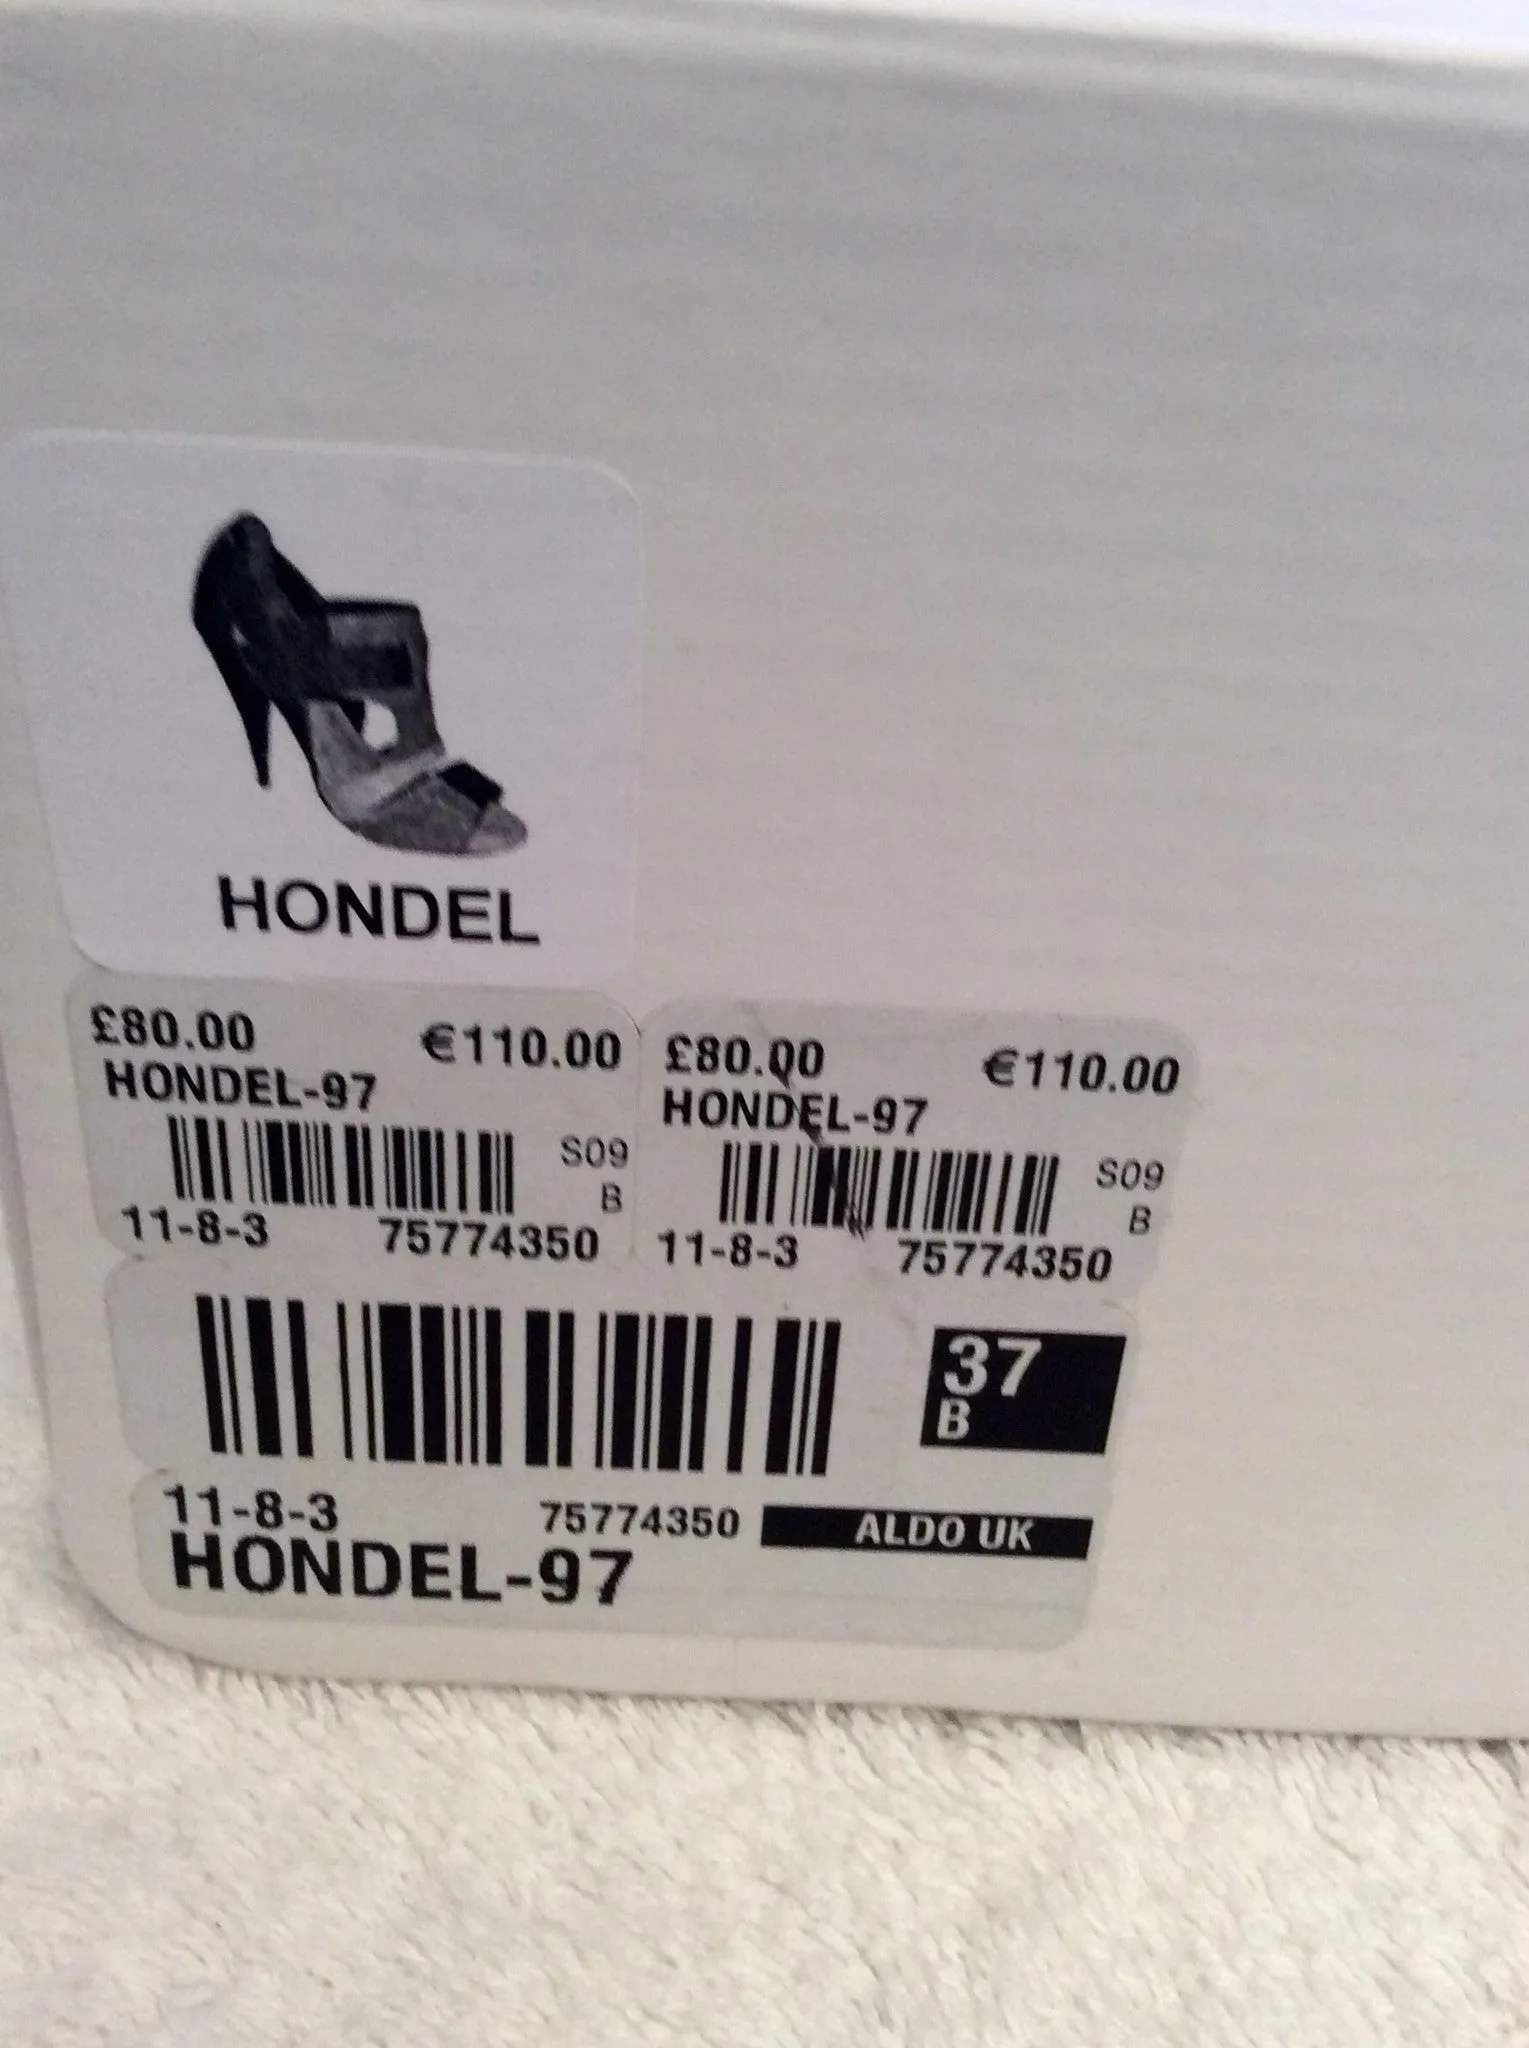 HONDEL
£80.00 €110.00
HONDEL-97
S09
B
11-8-3 75774350
£80.00 €110.00
HONDEL-97
S09
B
11-8-3 75774350
37
B
11-8-3 75774350 ALDO UK
HONDEL-97